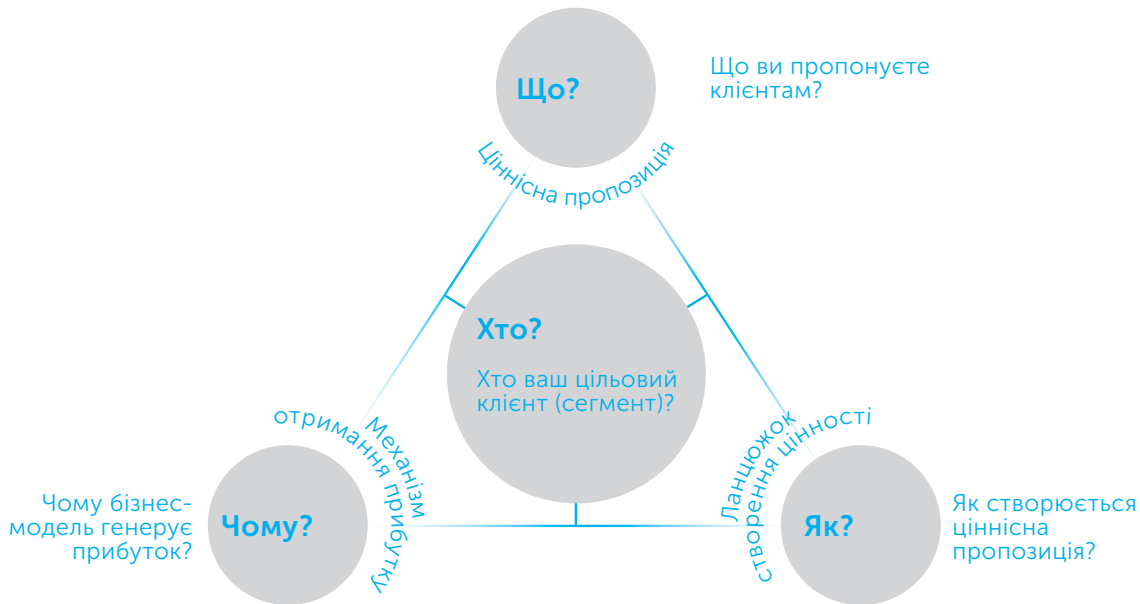 Що?
Що ви пропонуєте
клієнтам?
Ціннісна пропозиція
Хто?
Хто ваш цільовий
клієнт (сегмент)?
Механізм
отримання прибутку
Ланцюжок
створення цінності
Чому бізнес-
модель генерує
прибуток?
Чому?
Як?
Як створюється
ціннісна
пропозиція?